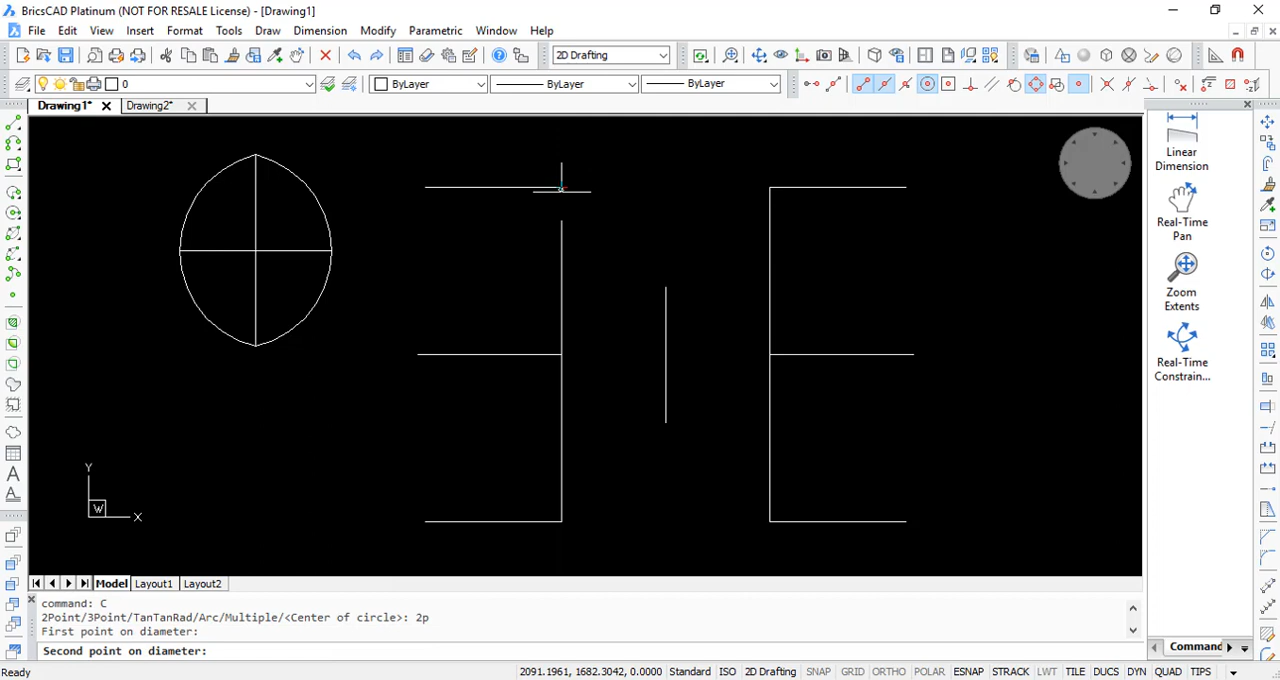 BricsCAD Platinum (NOT FOR RESALE License) - [Drawing1]
File Edit View Insert Format Tools Draw Dimension Modify Parametric Window Help
2D Drafting
0 ByLayer ByLayer ByLayer
Drawing1* Drawing2*
Linear
Dimension
Real-Time
Pan
Zoom
Extents
Real-Time
Constrain...
Y
W X
Model Layout1 Layout2
command: C
2Point/3Point/TanTanRad/Arc/Multiple/<Center of circle>: 2p
First point on diameter:
Second point on diameter:
Command
Ready 2091.1961, 1682.3042, 0.0000 Standard ISO 2D Drafting SNAP GRID ORTHO POLAR ESNAP STRACK LWT TILE DUCS DYN QUAD TIPS